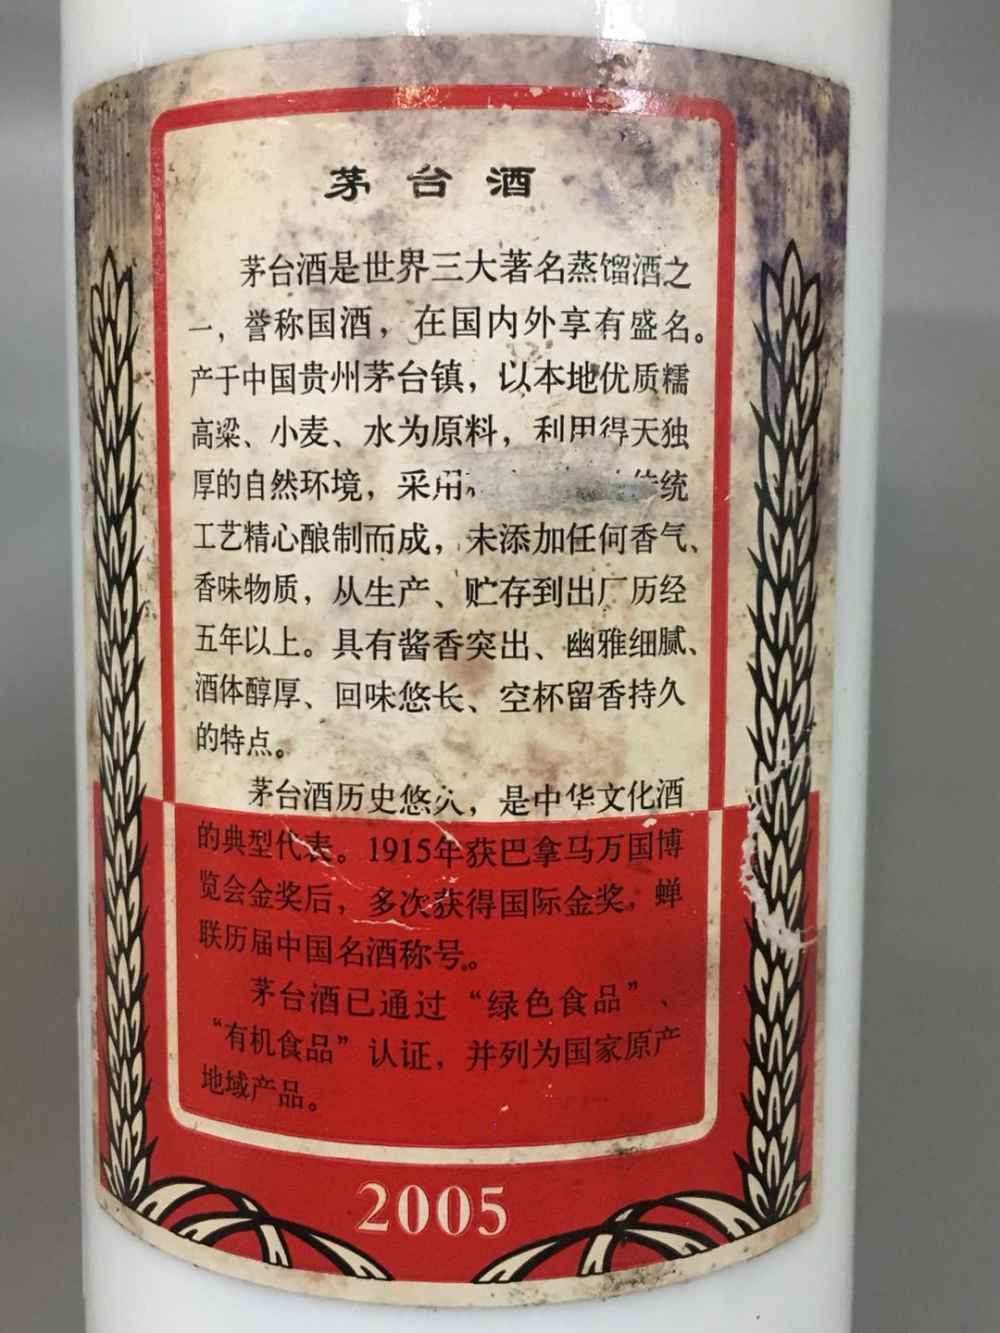 茅台酒
茅台酒是世界三大著名蒸馏酒之
一，誉称国酒，在国内外享有盛名。
产于中国贵州茅台镇，以本地优质糯
高粱、小麦、水为原料，利用得天独
厚的自然环境，采用 传统
工艺精心酿制而成，未添加任何香气、
香味物质，从生产、贮存到出厂历经
五年以上。具有酱香突出、幽雅细腻、
酒体醇厚、回味悠长、空杯留香持久
的特点。
茅台酒历史悠久，是中华文化酒
的典型代表。1915年获巴拿马万国博
览会金奖后，多次获得国际金奖，蝉
联历届中国名酒称号。
茅台酒已通过“绿色食品”、
“有机食品”认证，并列为国家原产
地域产品。
2005